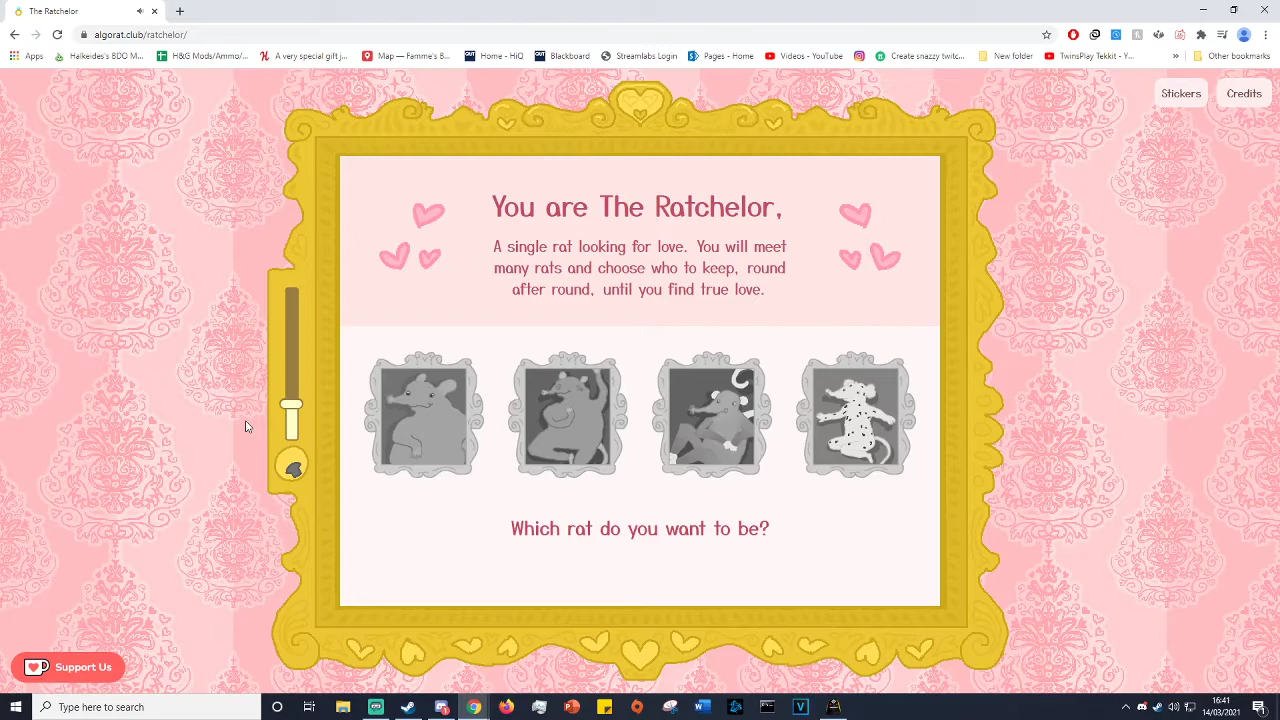 The Ratchelor
algorat.club/ratchelor/
Apps
Halkeides's BDO M...
H&G Mods/Ammo/...
A very special gift j...
Map — Famme's B...
Home - HiQ
Blackboard
Streamlabs Login
Pages - Home
Videos - YouTube
Create snazzy twitc...
New folder
TwinsPlay Tekkit - Y...
»
Other bookmarks
Stickers
Credits
You are The Ratchelor,
A single rat looking for love. You will meet
many rats and choose who to keep, round
after round, until you find true love.
Which rat do you want to be?
Support Us
Type here to search
16:41
14/03/2021